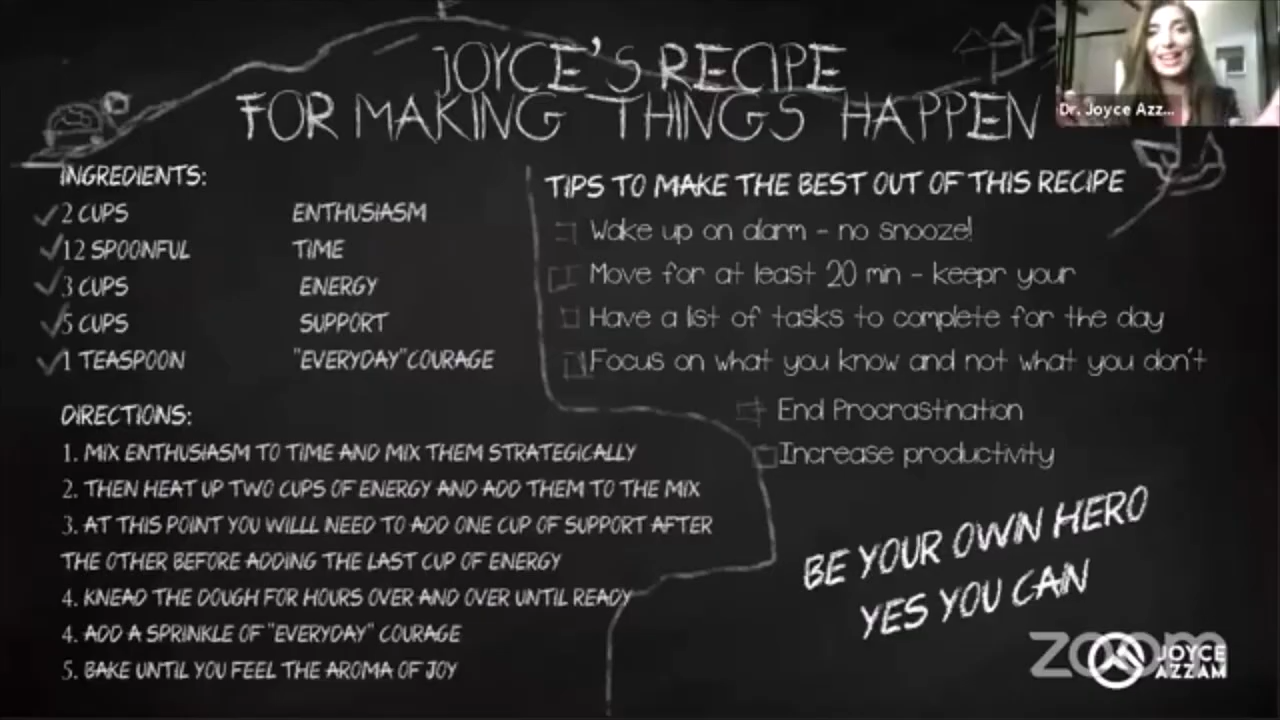 JOYCE'S RECIPE
FOR MAKING THINGS HAPPEN
Dr. Joyce Azz...
INGREDIENTS:
2 CUPS ENTHUSIASM
12 SPOONFUL TIME
3 CUPS ENERGY
5 CUPS SUPPORT
1 TEASPOON "EVERYDAY" COURAGE
DIRECTIONS:
1. MIX ENTHUSIASM TO TIME AND MIX THEM STRATEGICALLY
2. THEN HEAT UP TWO CUPS OF ENERGY AND ADD THEM TO THE MIX
3. AT THIS POINT YOU WILLL NEED TO ADD ONE CUP OF SUPPORT AFTER
THE OTHER BEFORE ADDING THE LAST CUP OF ENERGY
4. KNEAD THE DOUGH FOR HOURS OVER AND OVER UNTIL READY
4. ADD A SPRINKLE OF "EVERYDAY" COURAGE
5. BAKE UNTIL YOU FEEL THE AROMA OF JOY
TIPS TO MAKE THE BEST OUT OF THIS RECIPE
Wake up on alarm - no snooze!
Move for at least 20 min - keepr your
Have a list of tasks to complete for the day
Focus on what you know and not what you don't
End Procrastination
Increase productivity
BE YOUR OWN HERO
YES YOU CAN
zoom
JOYCE
AZZAM